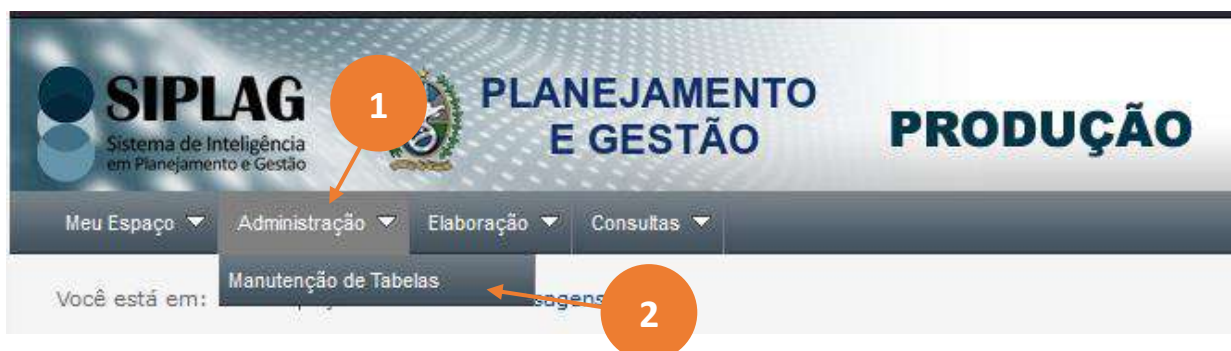 SIPLAG
Sistema de Inteligência
em Planejamento e Gestão
1
PLANEJAMENTO
E GESTÃO
PRODUÇÃO
Meu Espaço Administração Elaboração Consultas
Manutenção de Tabelas
Você está em:
2